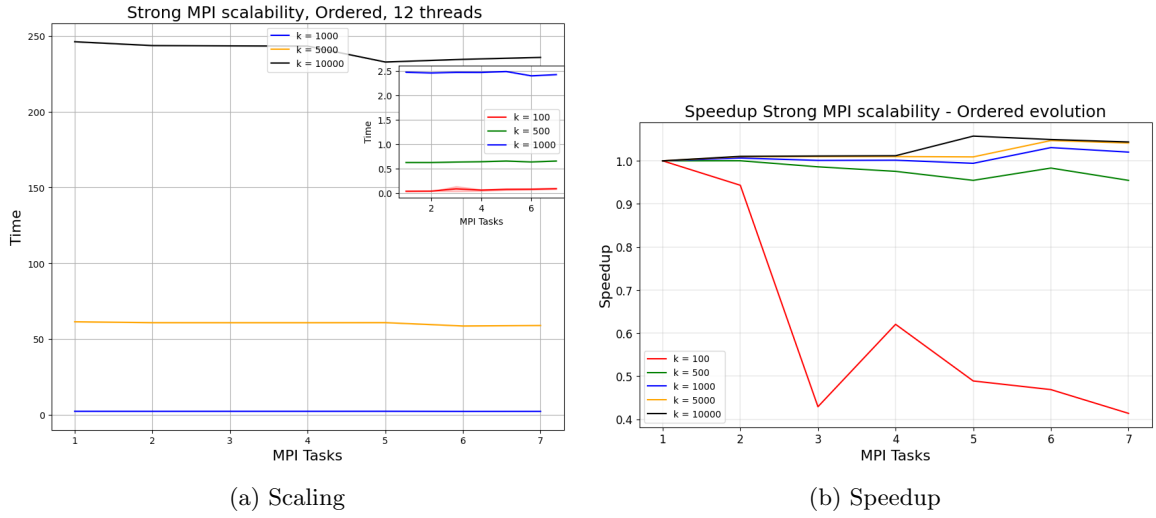 Strong MPI scalability, Ordered, 12 threads
250
200
150
100
50
0
Time
1 2 3 4 5 6 7
MPI Tasks
k = 1000
k = 5000
k = 10000
2.5
2.0
1.5
1.0
0.5
0.0
Time
2 4 6
MPI Tasks
k = 100
k = 500
k = 1000
(a) Scaling
Speedup Strong MPI scalability - Ordered evolution
1.0
0.9
0.8
0.7
0.6
0.5
0.4
Speedup
k = 100
k = 500
k = 1000
k = 5000
k = 10000
1 2 3 4 5 6 7
MPI Tasks
(b) Speedup